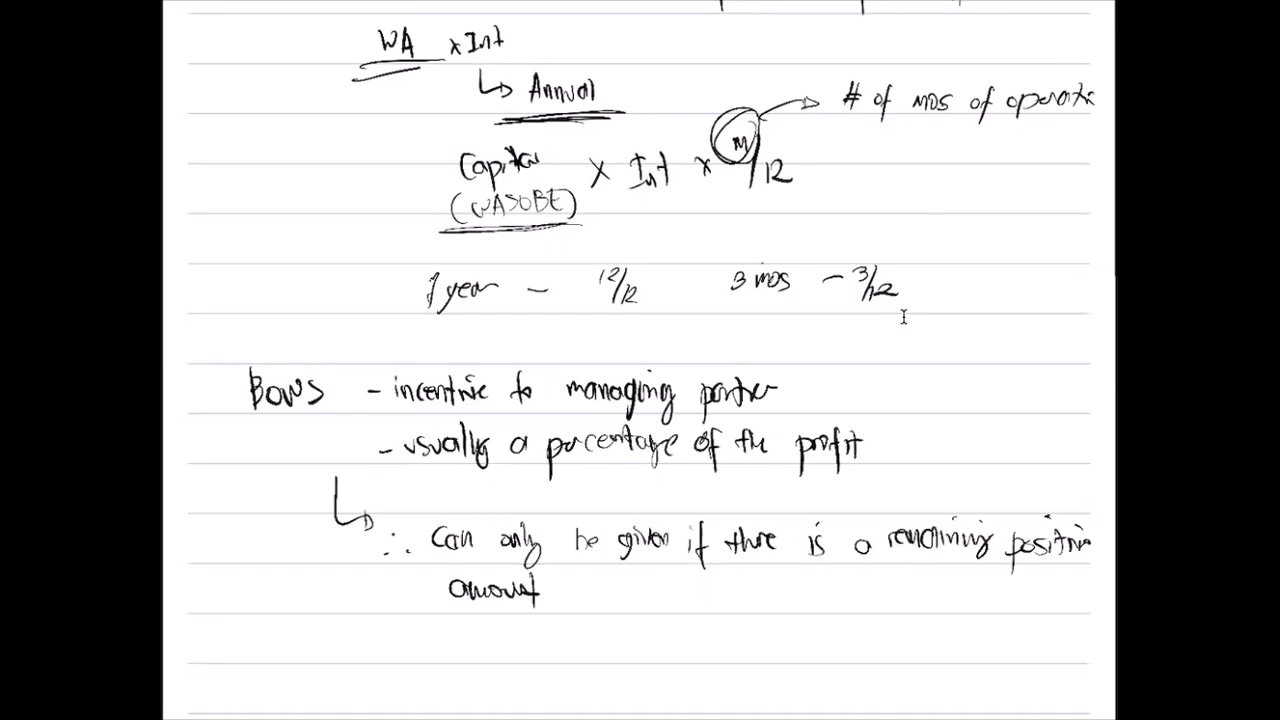 WA x Int
↳ Annual
# of mos of operatio
Capital x Int x M/12
(WASOBE)
1 year - 12/12 3 mos - 3/12
Bonus - incentive to managing partner
- usually a percentage of the profit
↳ ∴ can only be given if there is a remaining positive
amount